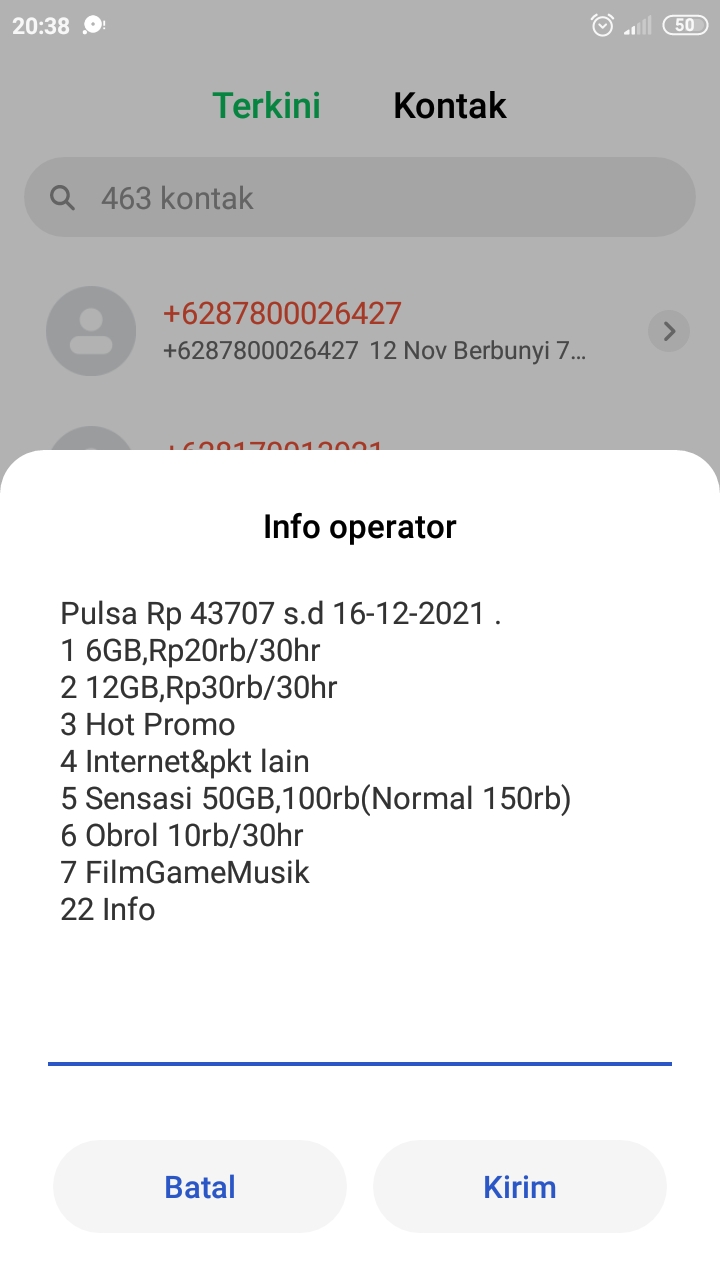 20:38
50
Terkini Kontak
463 kontak
+6287800026427
+6287800026427 12 Nov Berbunyi 7...
Info operator
Pulsa Rp 43707 s.d 16-12-2021 .
1 6GB,Rp20rb/30hr
2 12GB,Rp30rb/30hr
3 Hot Promo
4 Internet&pkt lain
5 Sensasi 50GB,100rb(Normal 150rb)
6 Obrol 10rb/30hr
7 FilmGameMusik
22 Info
Batal Kirim